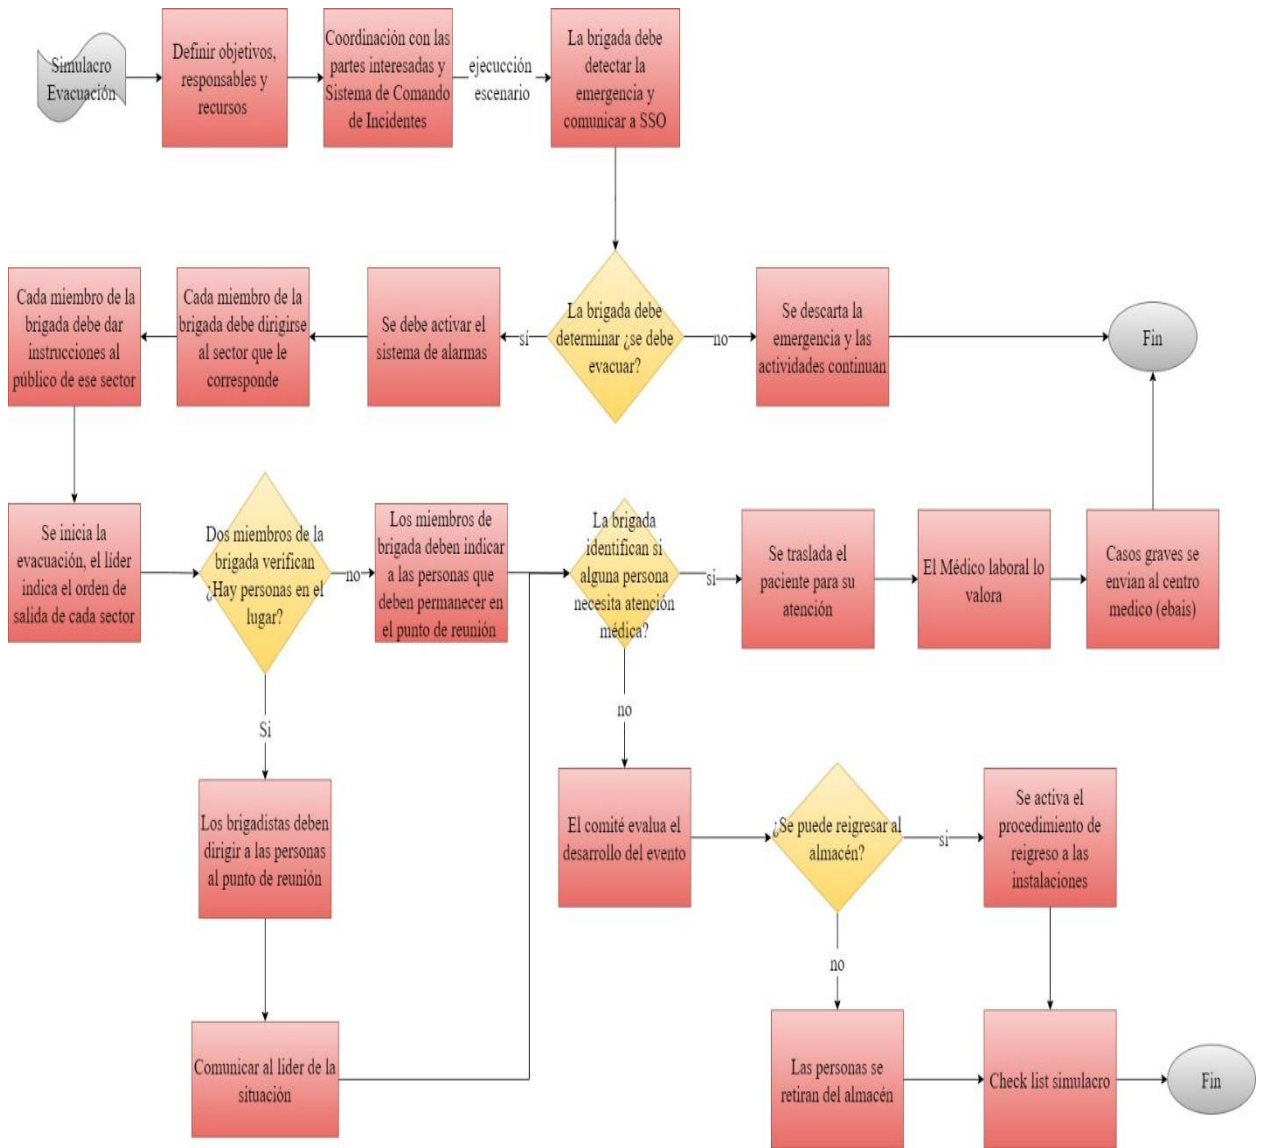 Simulacro
Evacuación
Definir objetivos,
responsables y
recursos
Coordinación con las
partes interesadas y
Sistema de Comando
de Incidentes
ejecucción
escenario
La brigada debe
detectar la
emergencia y
comunicar a SSO
Cada miembro de la
brigada debe dar
instrucciones al
público de ese sector
Cada miembro de la
brigada debe dirigirse
al sector que le
corresponde
Se debe activar el
sistema de alarmas
sí
La brigada debe
determinar ¿se debe
evacuar?
no
Se descarta la
emergencia y las
actividades continuan
Fin
Se inicia la
evacuación, el líder
indica el orden de
salida de cada sector
Dos miembros de la
brigada verifican
¿Hay personas en el
lugar?
no
Los miembros de
brigada deben indicar
a las personas que
deben permanecer en
el punto de reunión
La brigada
identifican si
alguna persona
necesita atención
médica?
si
Se traslada el
paciente para su
atención
El Médico laboral lo
valora
Casos graves se
envian al centro
medico (ebais)
Si
no
Los brigadistas deben
dirigir a las personas
al punto de reunión
El comité evalua el
desarrollo del evento
¿Se puede reigresar al
almacén?
si
Se activa el
procedimiento de
reigreso a las
instalaciones
no
Comunicar al líder de la
situación
Las personas se
retiran del almacén
Check list simulacro
Fin